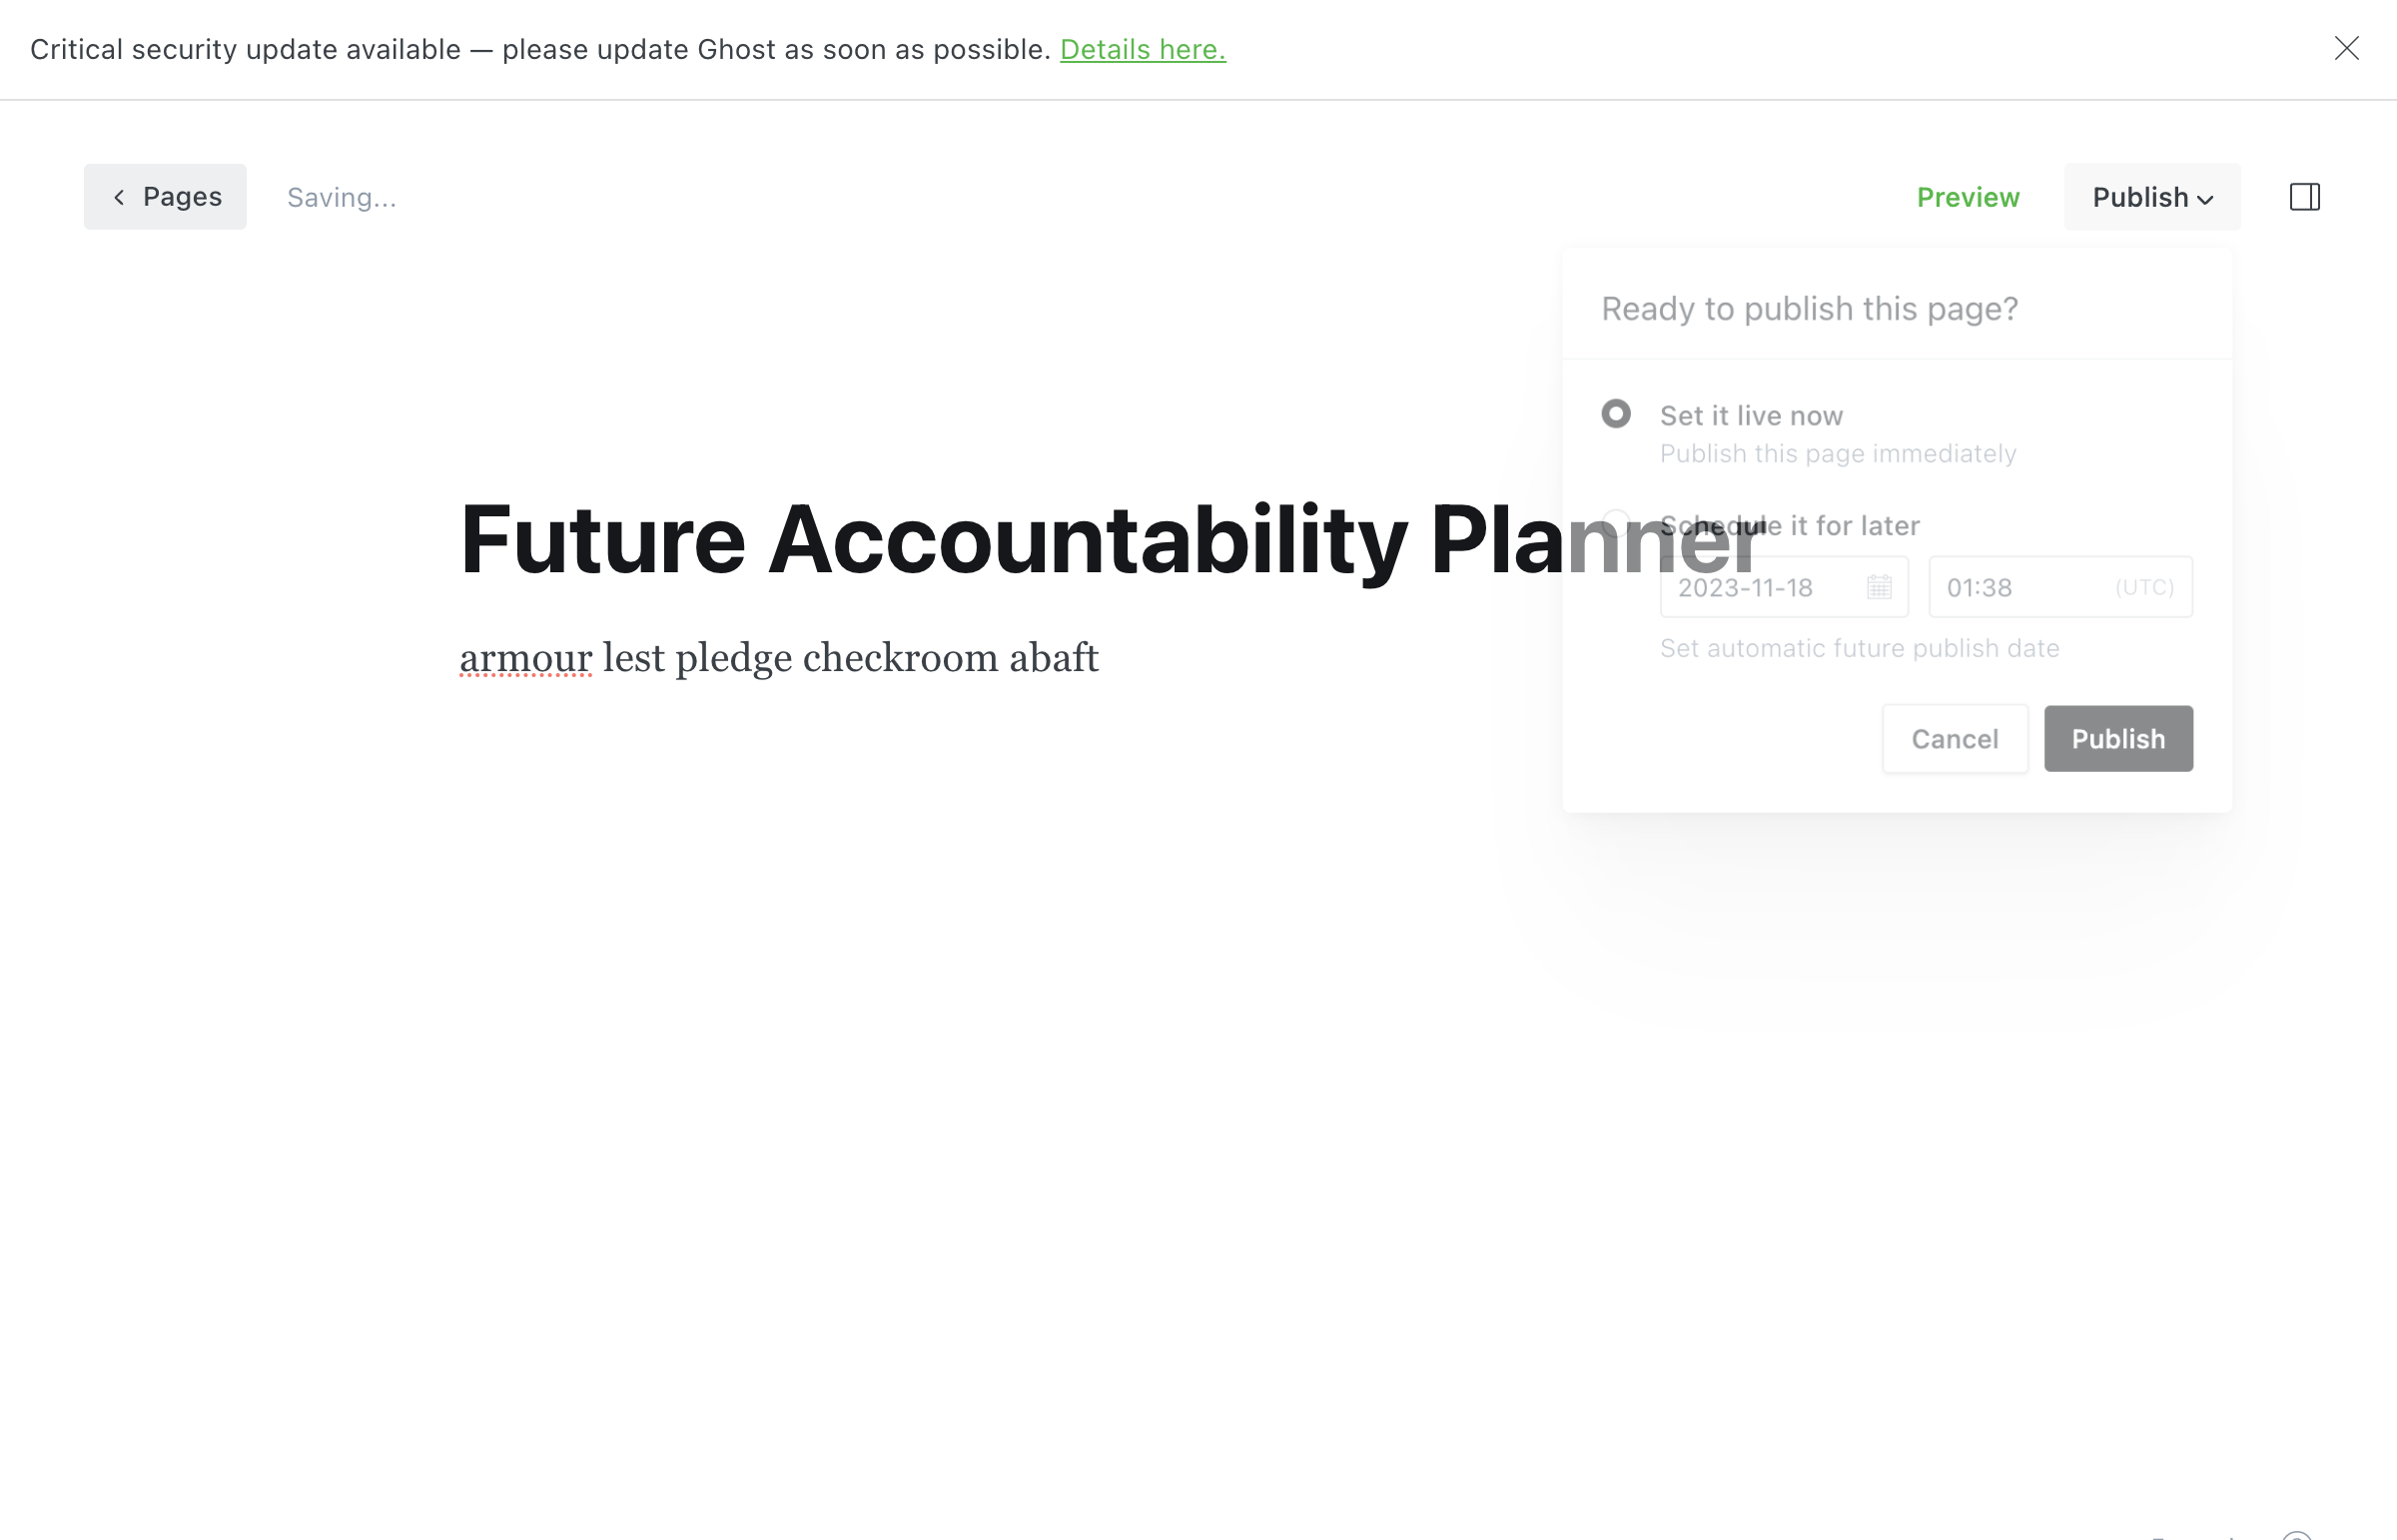 Critical security update available — please update Ghost as soon as possible. Details here.
Pages
Saving...
Preview
Publish
Ready to publish this page?
Set it live now
Publish this page immediately
Schedule it for later
Future Accountability Planner
2023-11-18
01:38
(UTC)
armour lest pledge checkroom abaft
Set automatic future publish date
Cancel
Publish